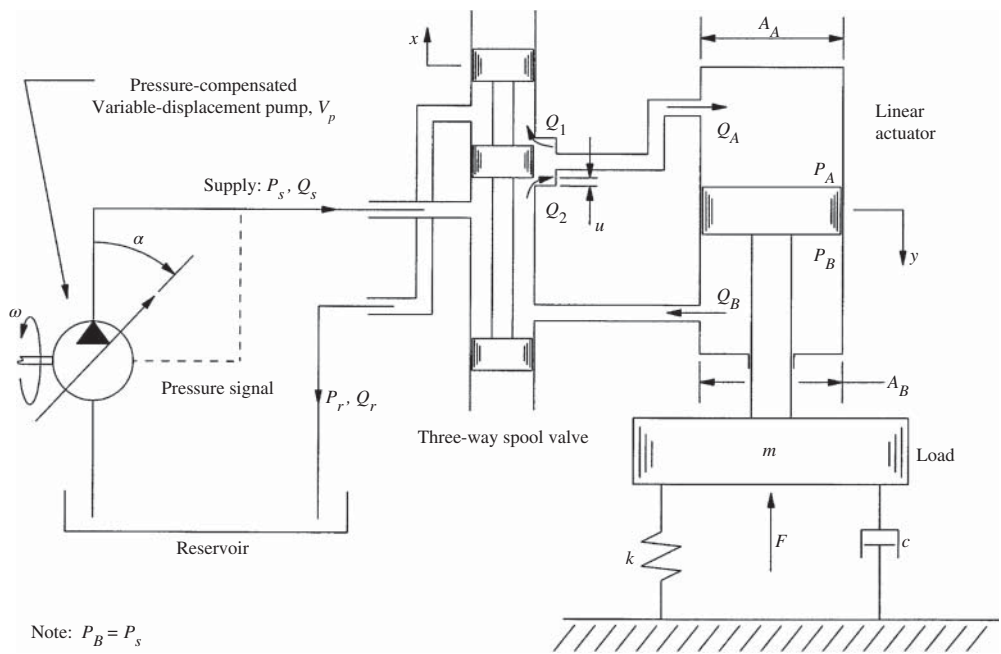 A_A
x
Pressure-compensated
Variable-displacement pump, V_p
Linear
actuator
Q_1
Q_A
P_A
Supply: P_s, Q_s
Q_2
u
α
P_B
y
Q_B
ω
Pressure signal
A_B
P_r, Q_r
Three-way spool valve
m
Load
Reservoir
k
F
c
Note: P_B = P_s